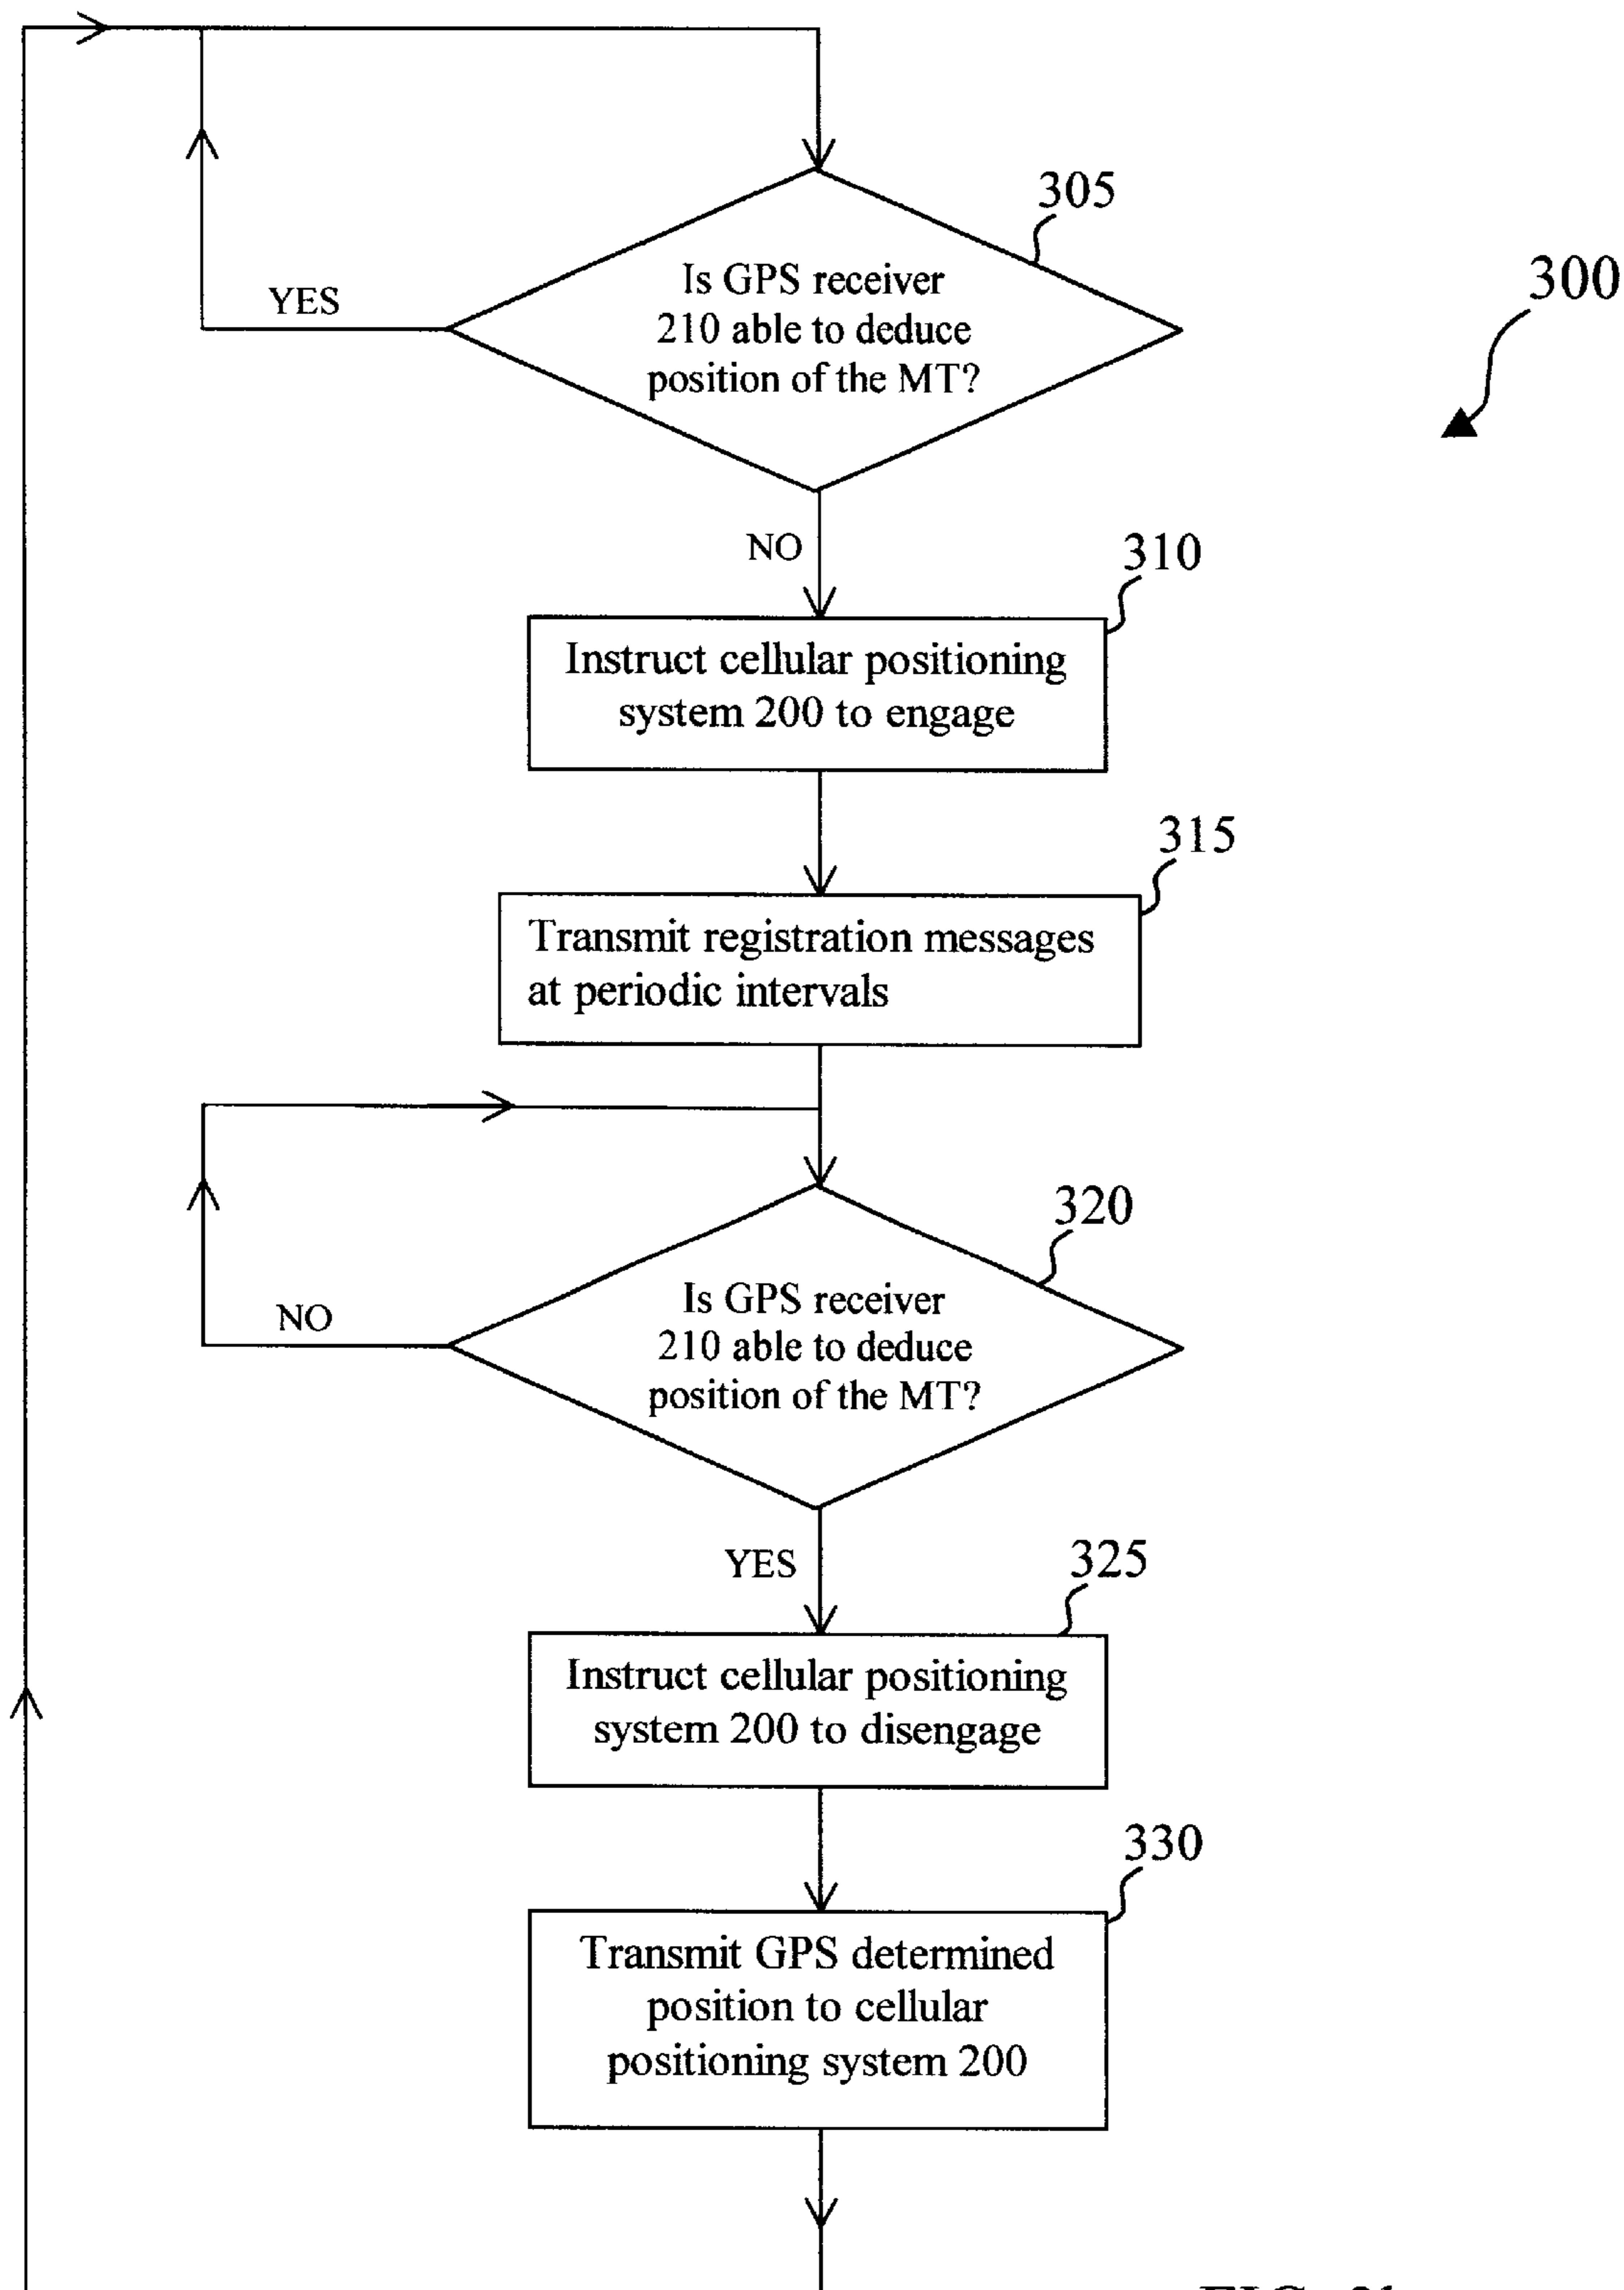 305
Is GPS receiver
210 able to deduce
position of the MT?
YES
300
NO
310
Instruct cellular positioning
system 200 to engage
315
Transmit registration messages
at periodic intervals
320
Is GPS receiver
210 able to deduce
position of the MT?
NO
YES
325
Instruct cellular positioning
system 200 to disengage
330
Transmit GPS determined
position to cellular
positioning system 200